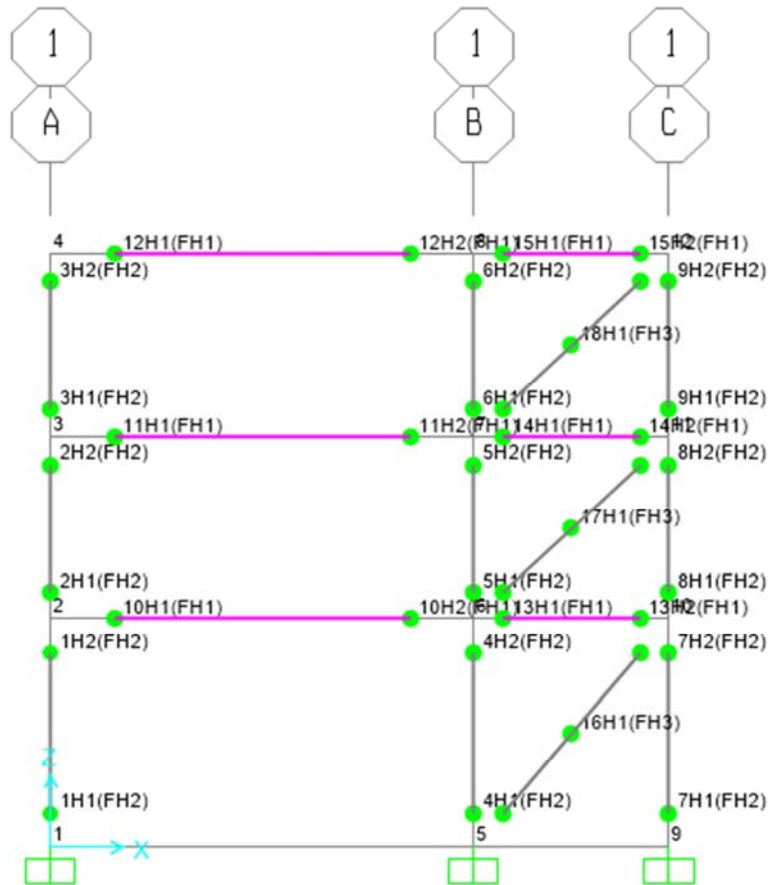 1 1 1
A B C
4 12H1(FH1) 12H2(FH1) 15H1(FH1) 15H2(FH1)
3H2(FH2) 6H2(FH2) 9H2(FH2)
18H1(FH3)
3H1(FH2) 6H1(FH2) 9H1(FH2)
3 11H1(FH1) 11H2(FH1) 14H1(FH1) 14H2(FH1)
2H2(FH2) 5H2(FH2) 8H2(FH2)
17H1(FH3)
2H1(FH2) 5H1(FH2) 8H1(FH2)
2 10H1(FH1) 10H2(FH1) 13H1(FH1) 13H2(FH1)
1H2(FH2) 4H2(FH2) 7H2(FH2)
16H1(FH3)
Z
1H1(FH2) 4H1(FH2) 7H1(FH2)
1 5 9
X